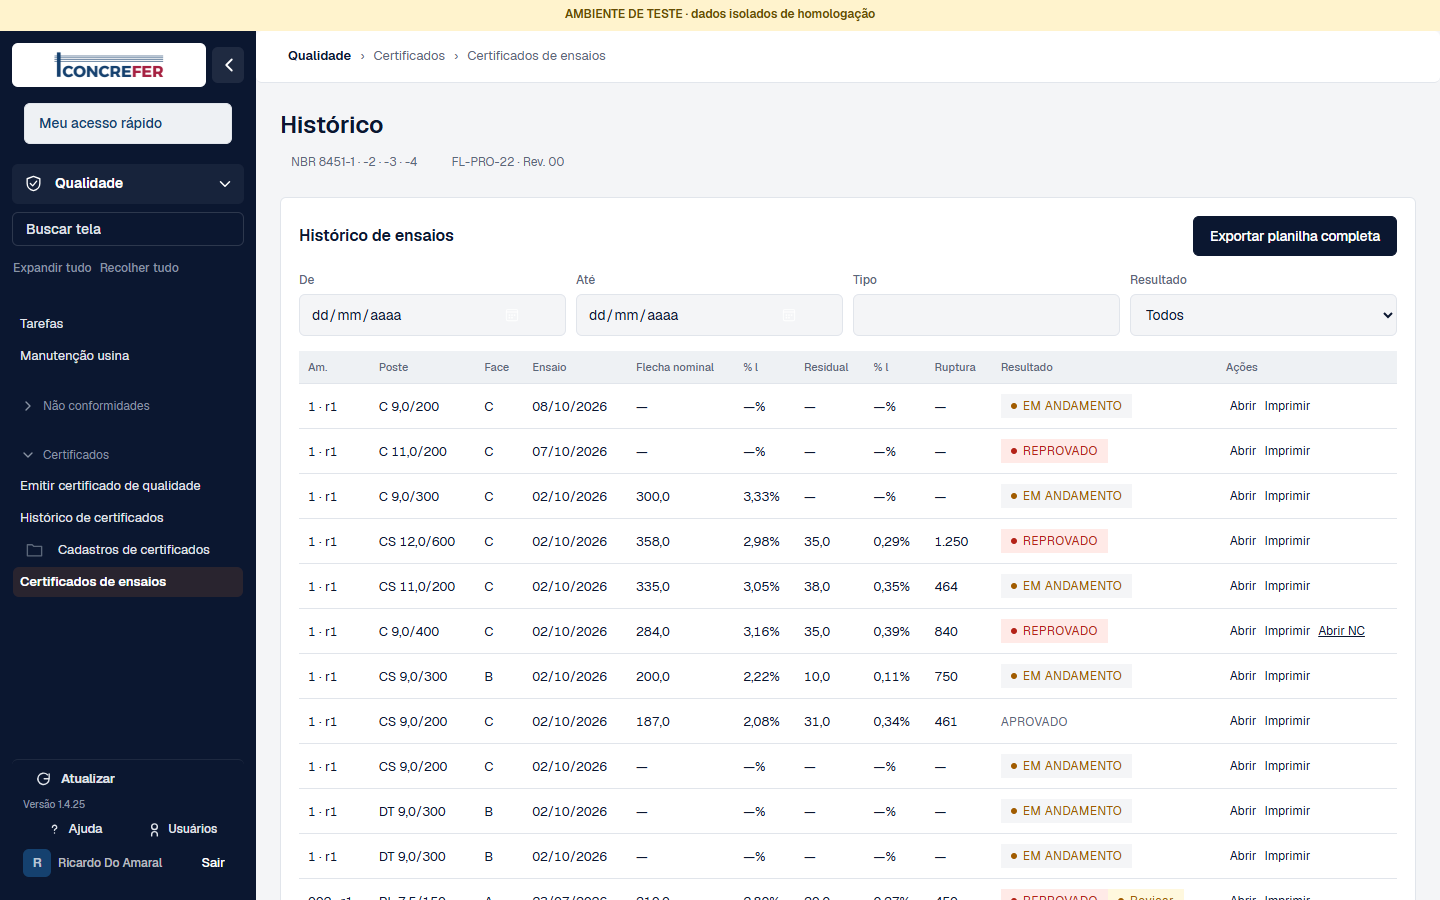 AMBIENTE DE TESTE · dados isolados de homologação
CONCREFER
Meu acesso rápido
Qualidade
Buscar tela
Expandir tudo Recolher tudo
Tarefas
Manutenção usina
Não conformidades
Certificados
Emitir certificado de qualidade
Histórico de certificados
Cadastros de certificados
Certificados de ensaios
Atualizar
Versão 1.4.25
? Ajuda Usuários
R Ricardo Do Amaral Sair
Qualidade › Certificados › Certificados de ensaios
Histórico
NBR 8451-1 · -2 · -3 · -4 FL-PRO-22 · Rev. 00
Histórico de ensaios
Exportar planilha completa
De Até Tipo Resultado
dd/mm/aaaa dd/mm/aaaa Todos
Am. Poste Face Ensaio Flecha nominal % l Residual % l Ruptura Resultado Ações
1 · r1 C 9,0/200 C 08/10/2026 — —% — —% — EM ANDAMENTO Abrir Imprimir
1 · r1 C 11,0/200 C 07/10/2026 — —% — —% — REPROVADO Abrir Imprimir
1 · r1 C 9,0/300 C 02/10/2026 300,0 3,33% — —% — EM ANDAMENTO Abrir Imprimir
1 · r1 CS 12,0/600 C 02/10/2026 358,0 2,98% 35,0 0,29% 1.250 REPROVADO Abrir Imprimir
1 · r1 CS 11,0/200 C 02/10/2026 335,0 3,05% 38,0 0,35% 464 EM ANDAMENTO Abrir Imprimir
1 · r1 C 9,0/400 C 02/10/2026 284,0 3,16% 35,0 0,39% 840 REPROVADO Abrir Imprimir Abrir NC
1 · r1 CS 9,0/300 B 02/10/2026 200,0 2,22% 10,0 0,11% 750 EM ANDAMENTO Abrir Imprimir
1 · r1 CS 9,0/200 C 02/10/2026 187,0 2,08% 31,0 0,34% 461 APROVADO Abrir Imprimir
1 · r1 CS 9,0/200 C 02/10/2026 — —% — —% — EM ANDAMENTO Abrir Imprimir
1 · r1 DT 9,0/300 B 02/10/2026 — —% — —% — EM ANDAMENTO Abrir Imprimir
1 · r1 DT 9,0/300 B 02/10/2026 — —% — —% — EM ANDAMENTO Abrir Imprimir
REPROVADO Revisar Abrir Imprimir